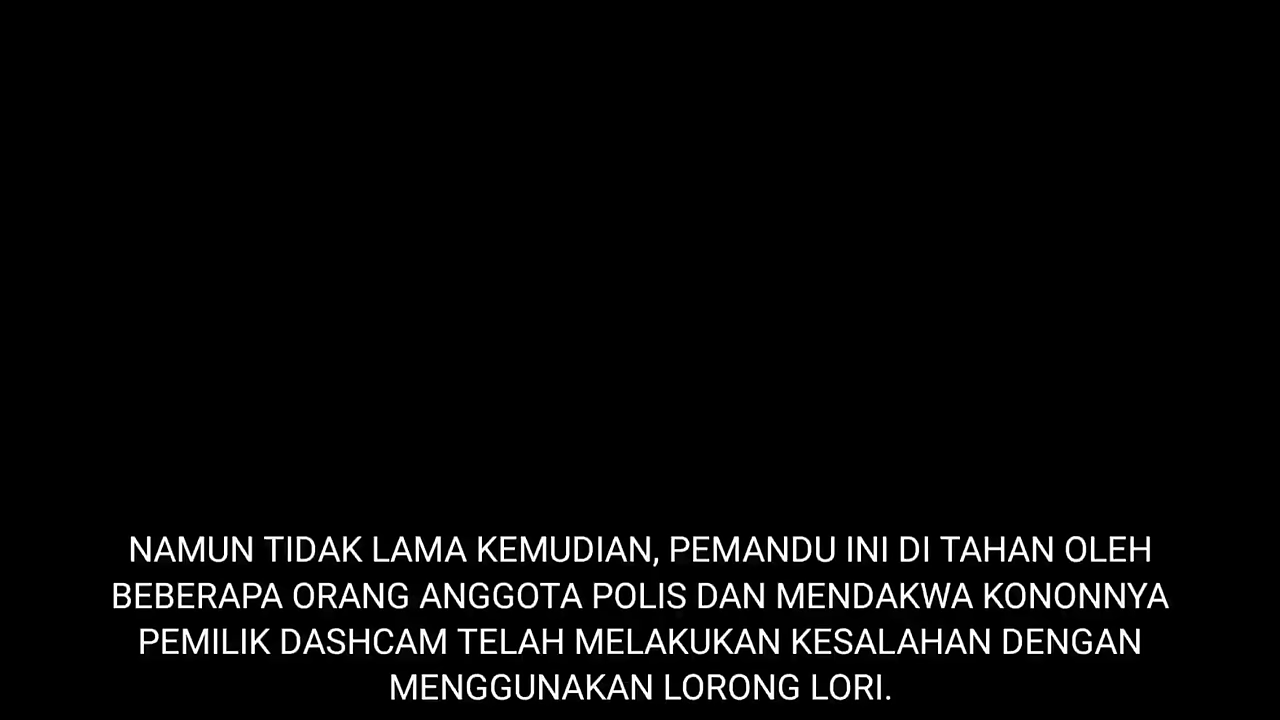 NAMUN TIDAK LAMA KEMUDIAN, PEMANDU INI DI TAHAN OLEH
BEBERAPA ORANG ANGGOTA POLIS DAN MENDAKWA KONONNYA
PEMILIK DASHCAM TELAH MELAKUKAN KESALAHAN DENGAN
MENGGUNAKAN LORONG LORI.